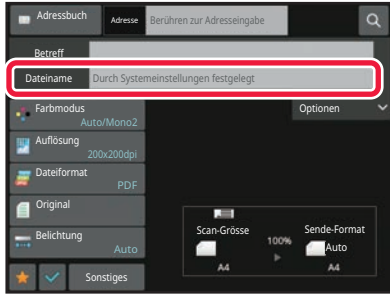 Adressbuch Adresse Berühren zur Adresseingabe
Betreff
Dateiname Durch Systemeinstellungen festgelegt
Farbmodus
Auto/Mono2
Optionen
Auflösung
200x200dpi
Dateiformat
PDF
Original
Belichtung
Auto
Scan-Grösse
A4
100%
Sende-Format
Auto
A4
Sonstiges